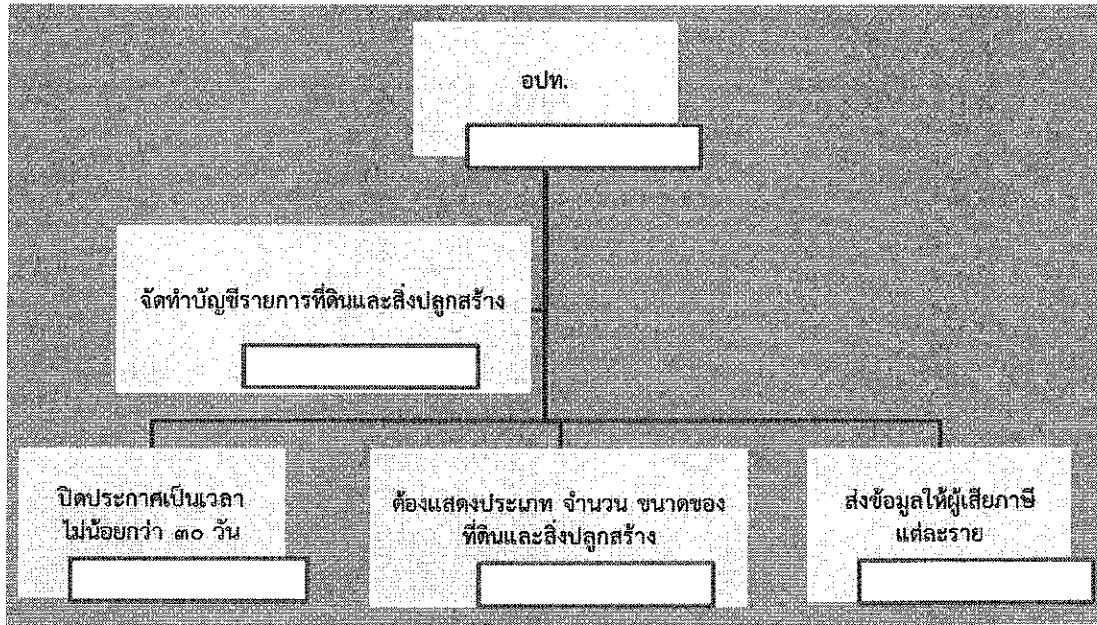 อปท.
จัดทำบัญชีรายการที่ดินและสิ่งปลูกสร้าง
ปิดประกาศเป็นเวลา
ไม่น้อยกว่า ๓๐ วัน
ต้องแสดงประเภท จำนวน ขนาดของ
ที่ดินและสิ่งปลูกสร้าง
ส่งข้อมูลให้ผู้เสียภาษี
แต่ละราย